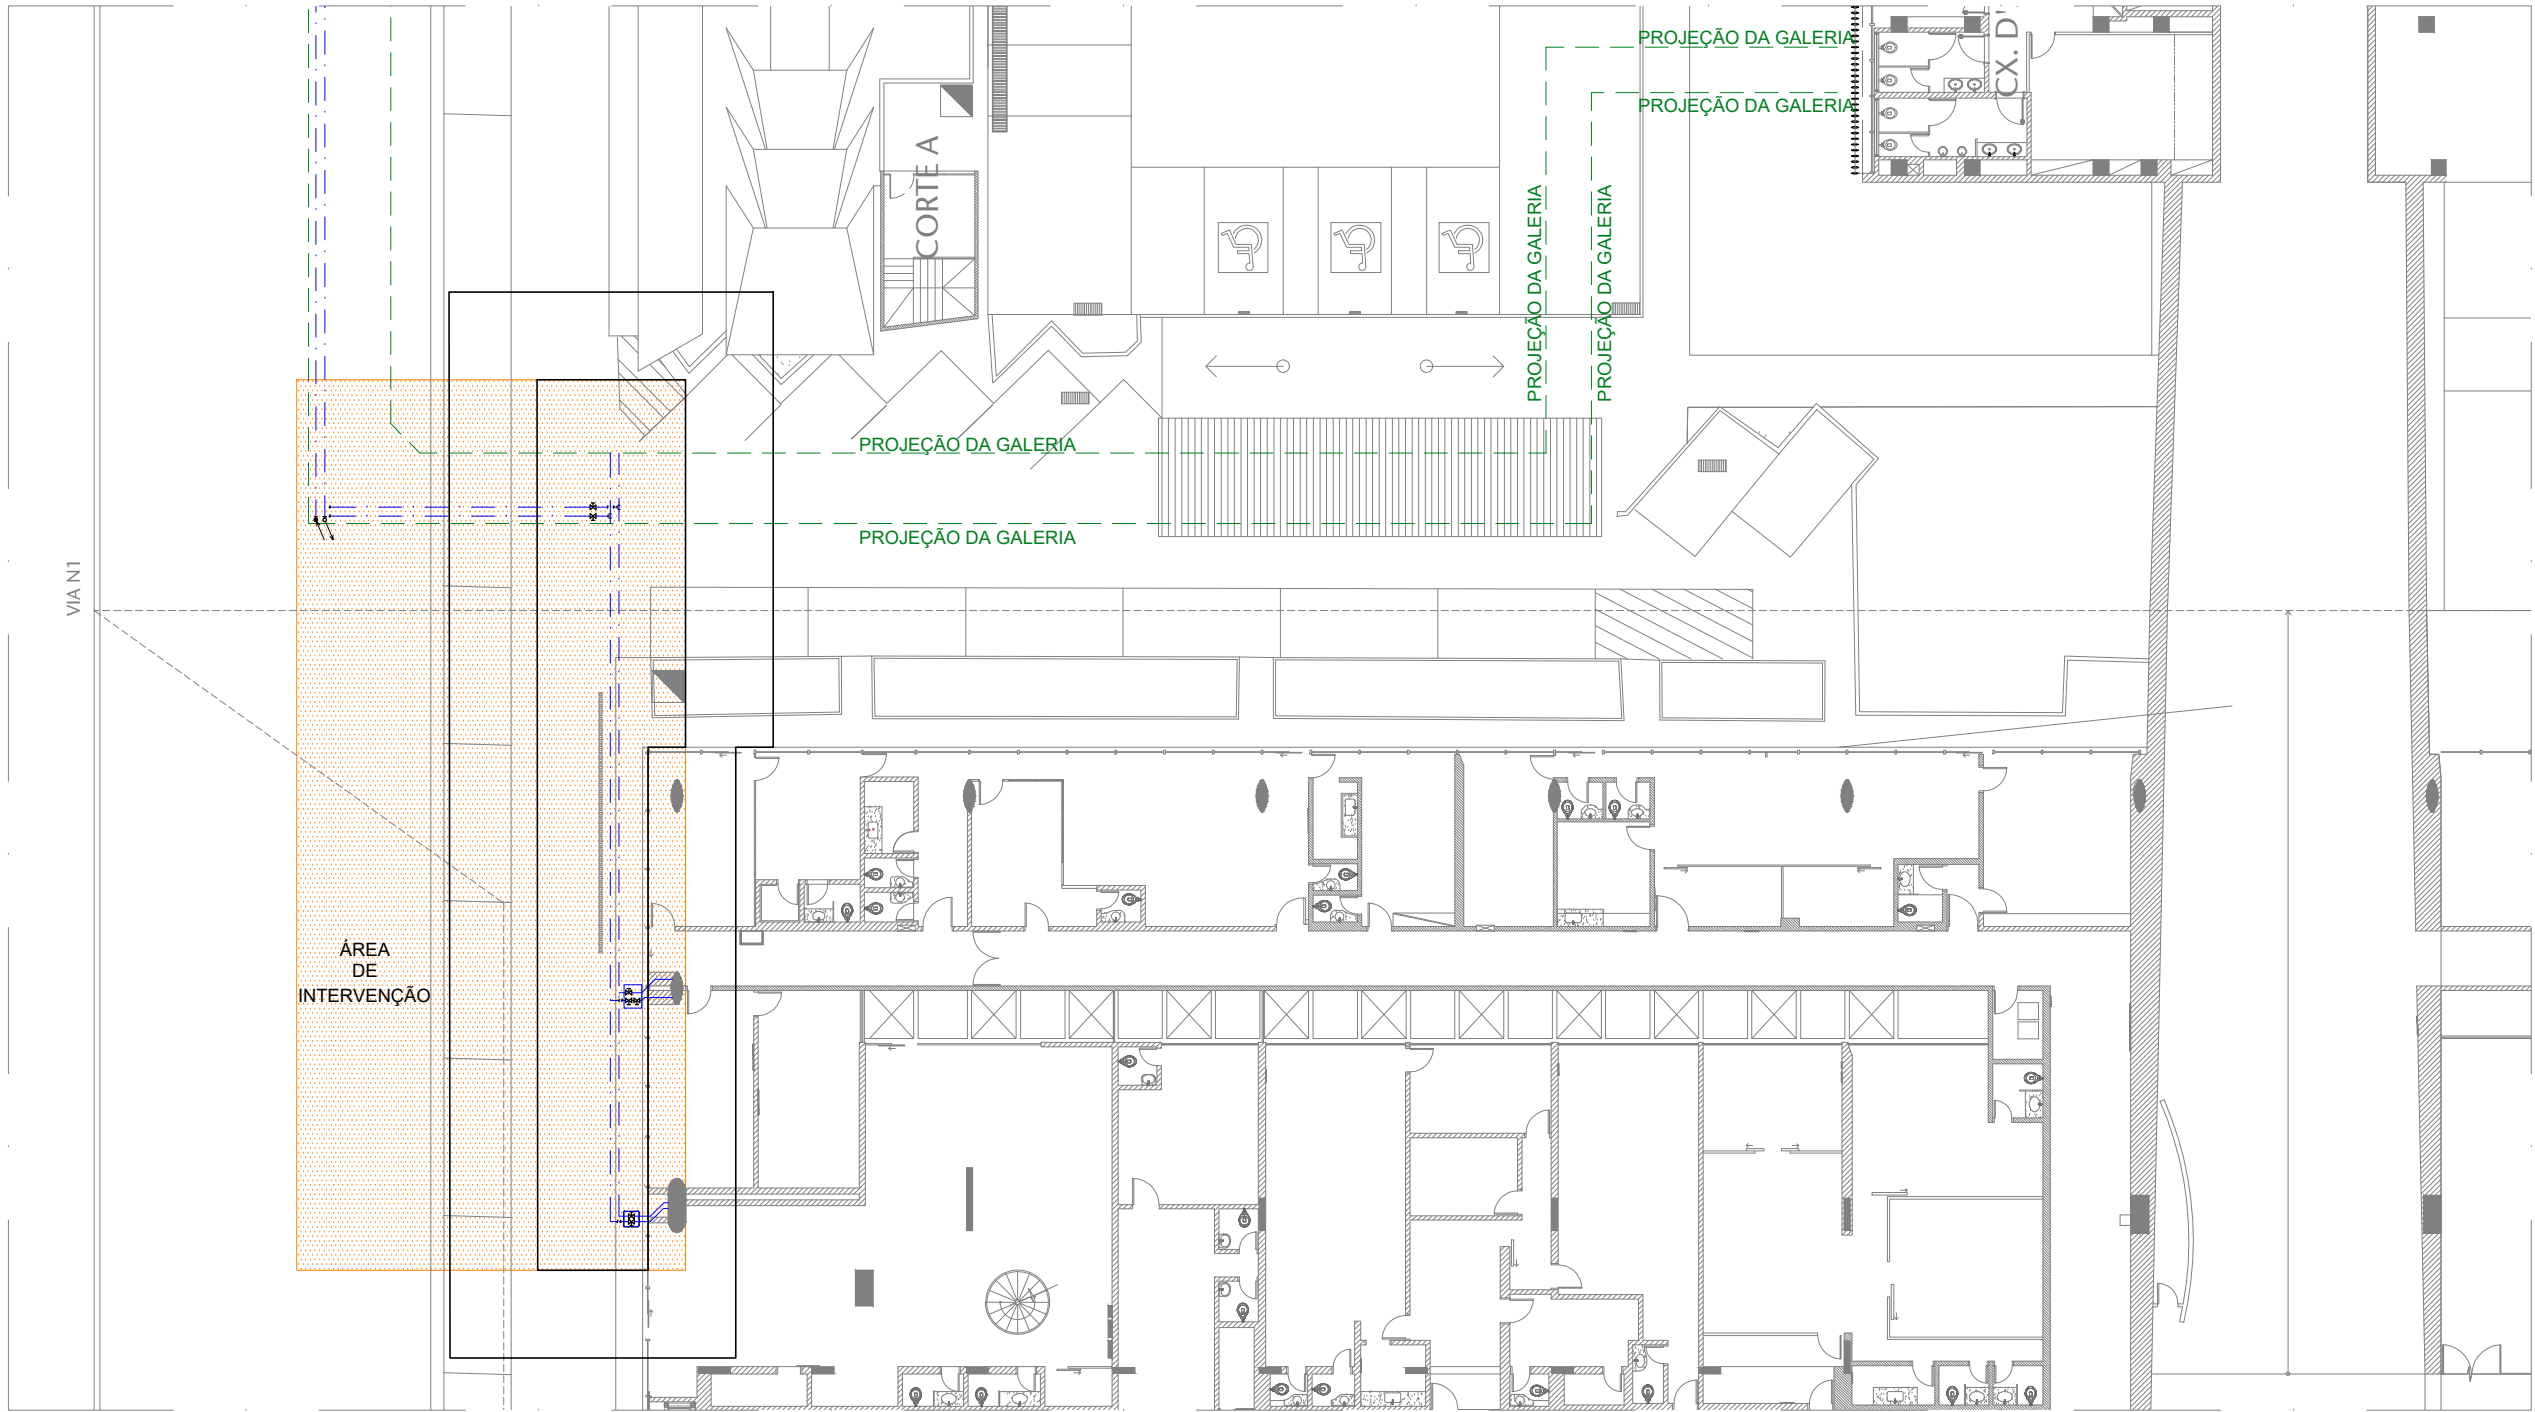 PROJEÇÃO DA GALERIA
PROJEÇÃO DA GALERIA
CX. D'
CORTE A
PROJEÇÃO DA GALERIA
PROJEÇÃO DA GALERIA
PROJEÇÃO DA GALERIA
PROJEÇÃO DA GALERIA
VIA N1
ÁREA
DE
INTERVENÇÃO